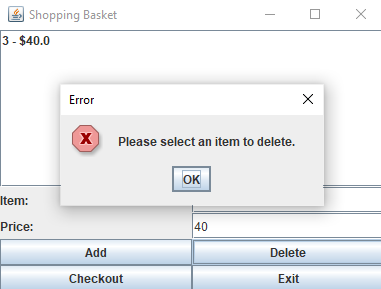 Shopping Basket
3 - $40.0
Error
Please select an item to delete.
OK
Item:
Price:
40
Add
Delete
Checkout
Exit